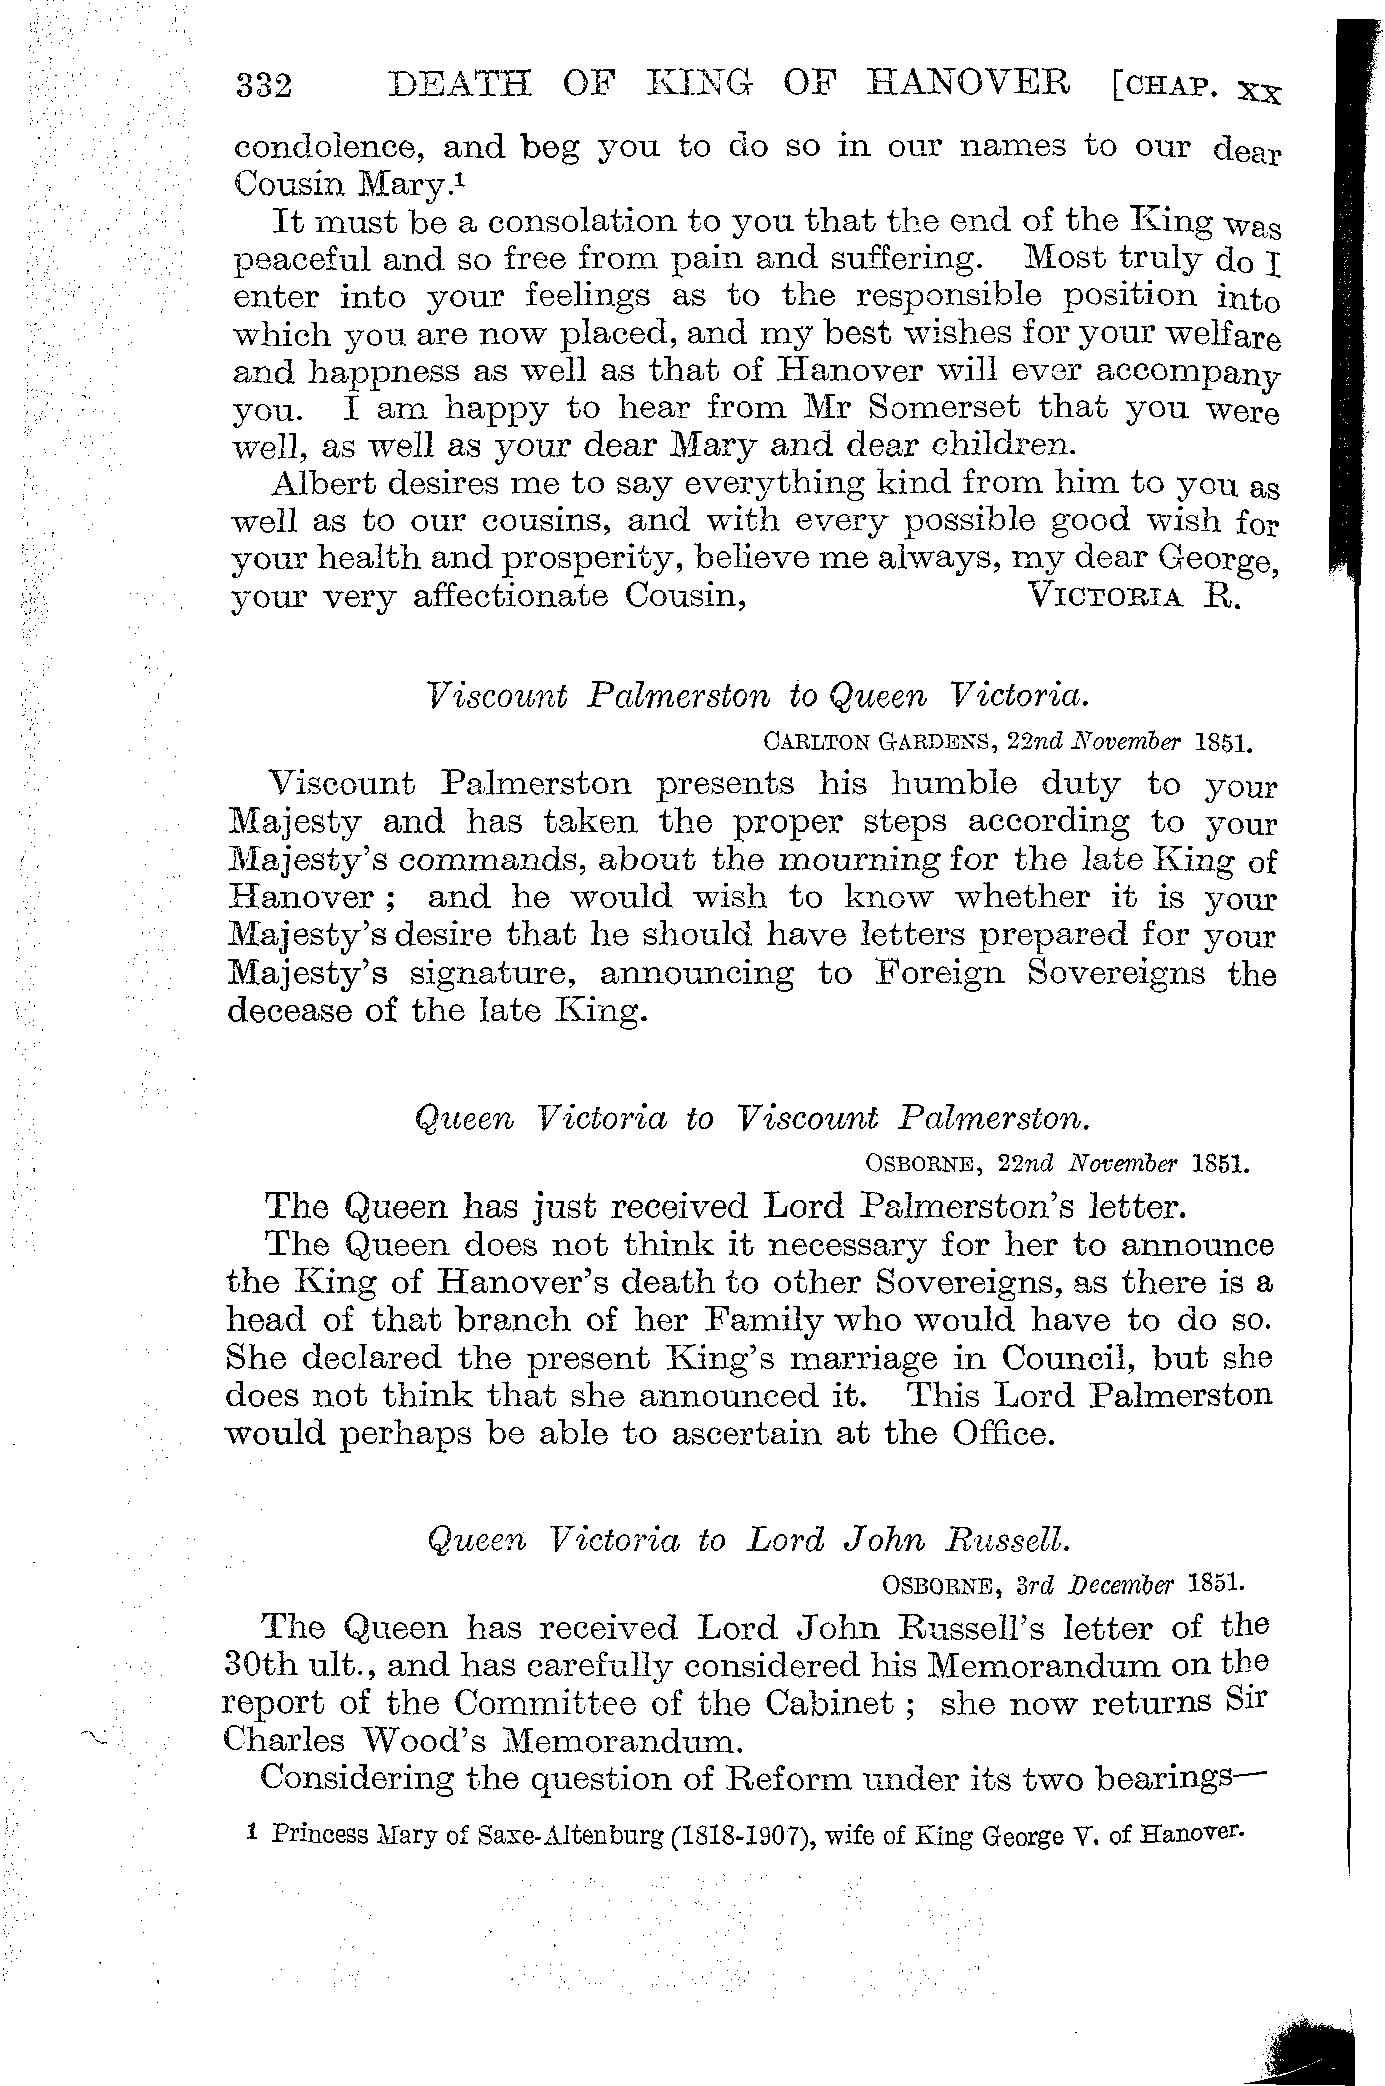 332 DEATH OF KING OF HANOVER [CHAP. XX
condolence, and beg you to do so in our names to our dear
Cousin Mary.¹
It must be a consolation to you that the end of the King was
peaceful and so free from pain and suffering. Most truly do I
enter into your feelings as to the responsible position into
which you are now placed, and my best wishes for your welfare
and happness as well as that of Hanover will ever accompany
you. I am happy to hear from Mr Somerset that you were
well, as well as your dear Mary and dear children.
Albert desires me to say everything kind from him to you as
well as to our cousins, and with every possible good wish for
your health and prosperity, believe me always, my dear George,
your very affectionate Cousin, VICTORIA R.
Viscount Palmerston to Queen Victoria.
CARLTON GARDENS, 22nd November 1851.
Viscount Palmerston presents his humble duty to your
Majesty and has taken the proper steps according to your
Majesty's commands, about the mourning for the late King of
Hanover ; and he would wish to know whether it is your
Majesty's desire that he should have letters prepared for your
Majesty's signature, announcing to Foreign Sovereigns the
decease of the late King.
Queen Victoria to Viscount Palmerston.
OSBORNE, 22nd November 1851.
The Queen has just received Lord Palmerston's letter.
The Queen does not think it necessary for her to announce
the King of Hanover's death to other Sovereigns, as there is a
head of that branch of her Family who would have to do so.
She declared the present King's marriage in Council, but she
does not think that she announced it. This Lord Palmerston
would perhaps be able to ascertain at the Office.
Queen Victoria to Lord John Russell.
OSBORNE, 3rd December 1851.
The Queen has received Lord John Russell's letter of the
30th ult., and has carefully considered his Memorandum on the
report of the Committee of the Cabinet ; she now returns Sir
Charles Wood's Memorandum.
Considering the question of Reform under its two bearings—
1 Princess Mary of Saxe-Altenburg (1818-1907), wife of King George V. of Hanover.